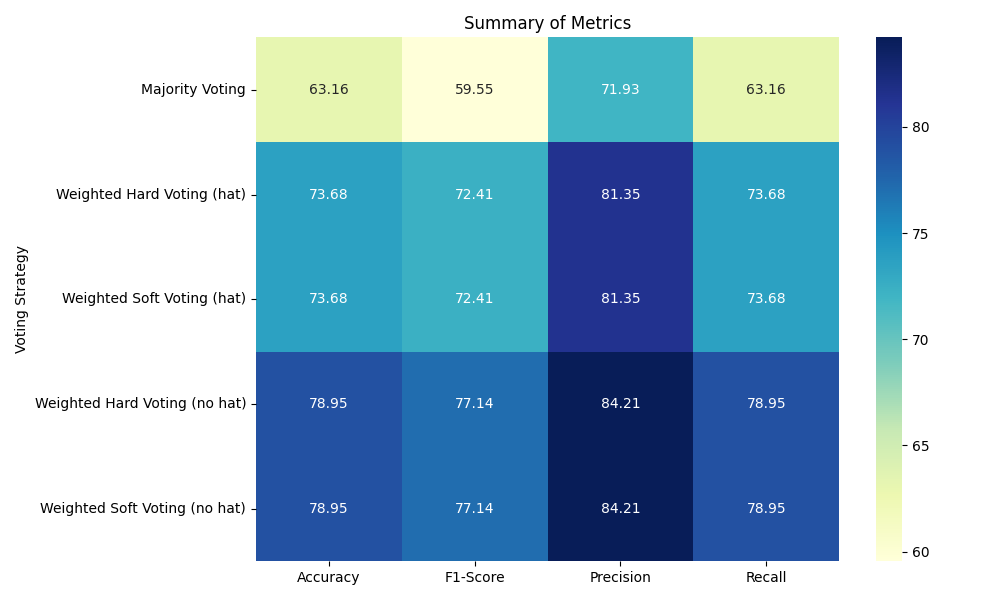 Summary of Metrics
Voting Strategy
Majority Voting 63.16 59.55 71.93 63.16
Weighted Hard Voting (hat) 73.68 72.41 81.35 73.68
Weighted Soft Voting (hat) 73.68 72.41 81.35 73.68
Weighted Hard Voting (no hat) 78.95 77.14 84.21 78.95
Weighted Soft Voting (no hat) 78.95 77.14 84.21 78.95
Accuracy F1-Score Precision Recall
80
75
70
65
60